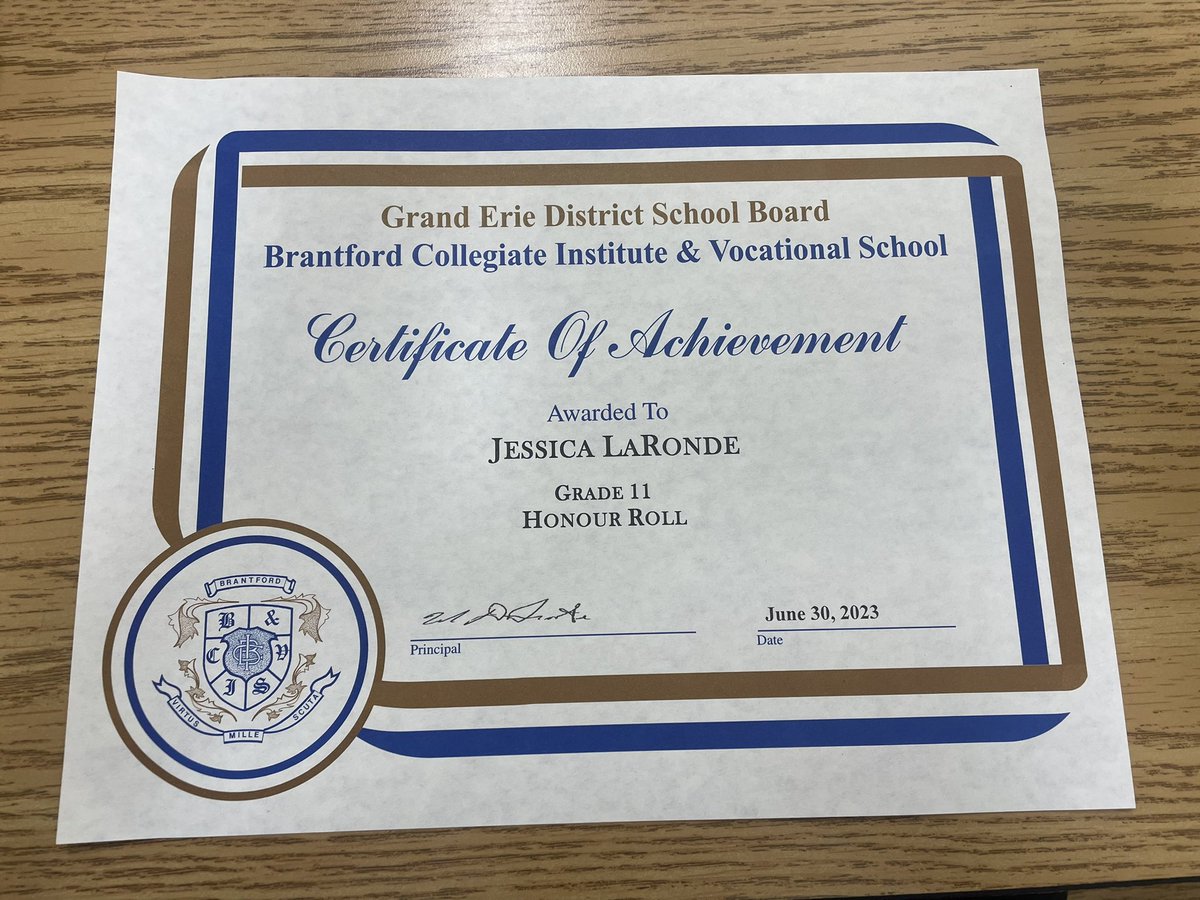 Grand Erie District School Board
Brantford Collegiate Institute & Vocational School
Certificate Of Achievement
Awarded To
JESSICA LARONDE
GRADE 11
HONOUR ROLL
June 30, 2023
Principal
Date
BRANTFORD
B &
C V
I S
VIRTUS MILLE SCUTA